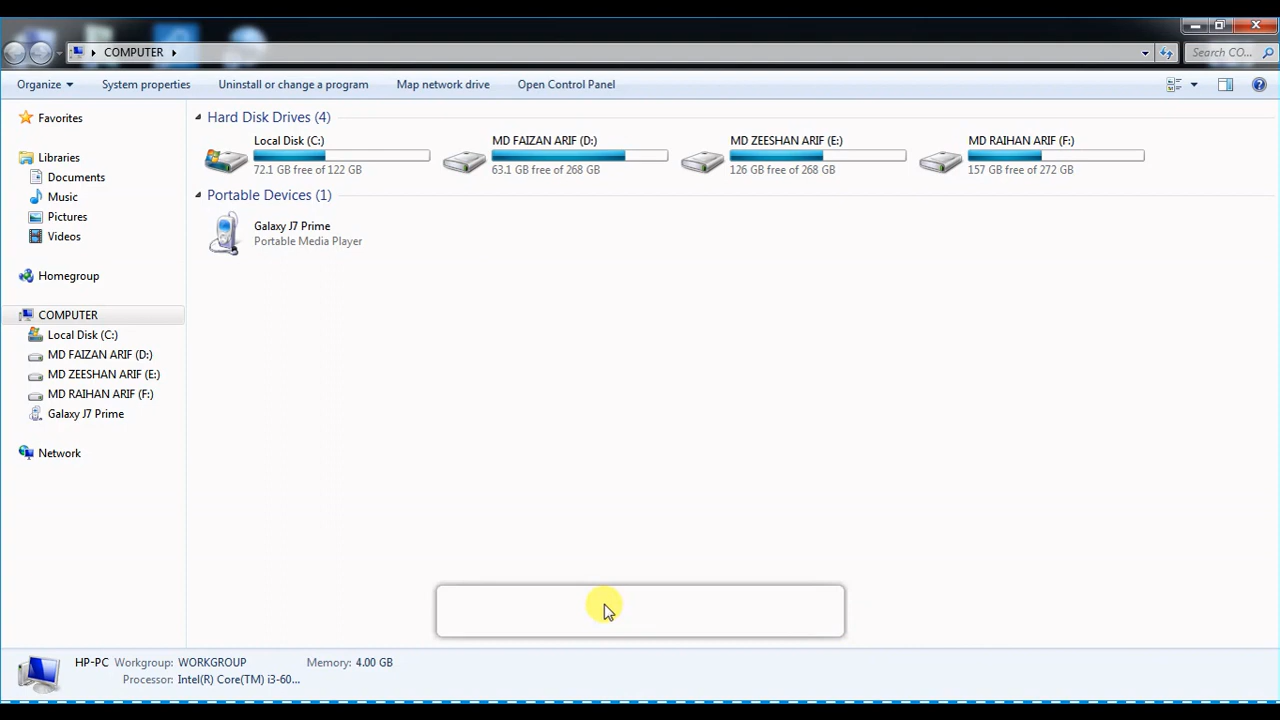 COMPUTER
Search CO...
Organize
System properties
Uninstall or change a program
Map network drive
Open Control Panel
Favorites
Libraries
Documents
Music
Pictures
Videos
Homegroup
COMPUTER
Local Disk (C:)
MD FAIZAN ARIF (D:)
MD ZEESHAN ARIF (E:)
MD RAIHAN ARIF (F:)
Galaxy J7 Prime
Network
Hard Disk Drives (4)
Local Disk (C:)
72.1 GB free of 122 GB
MD FAIZAN ARIF (D:)
63.1 GB free of 268 GB
MD ZEESHAN ARIF (E:)
126 GB free of 268 GB
MD RAIHAN ARIF (F:)
157 GB free of 272 GB
Portable Devices (1)
Galaxy J7 Prime
Portable Media Player
HP-PC Workgroup: WORKGROUP Memory: 4.00 GB
Processor: Intel(R) Core(TM) i3-60...